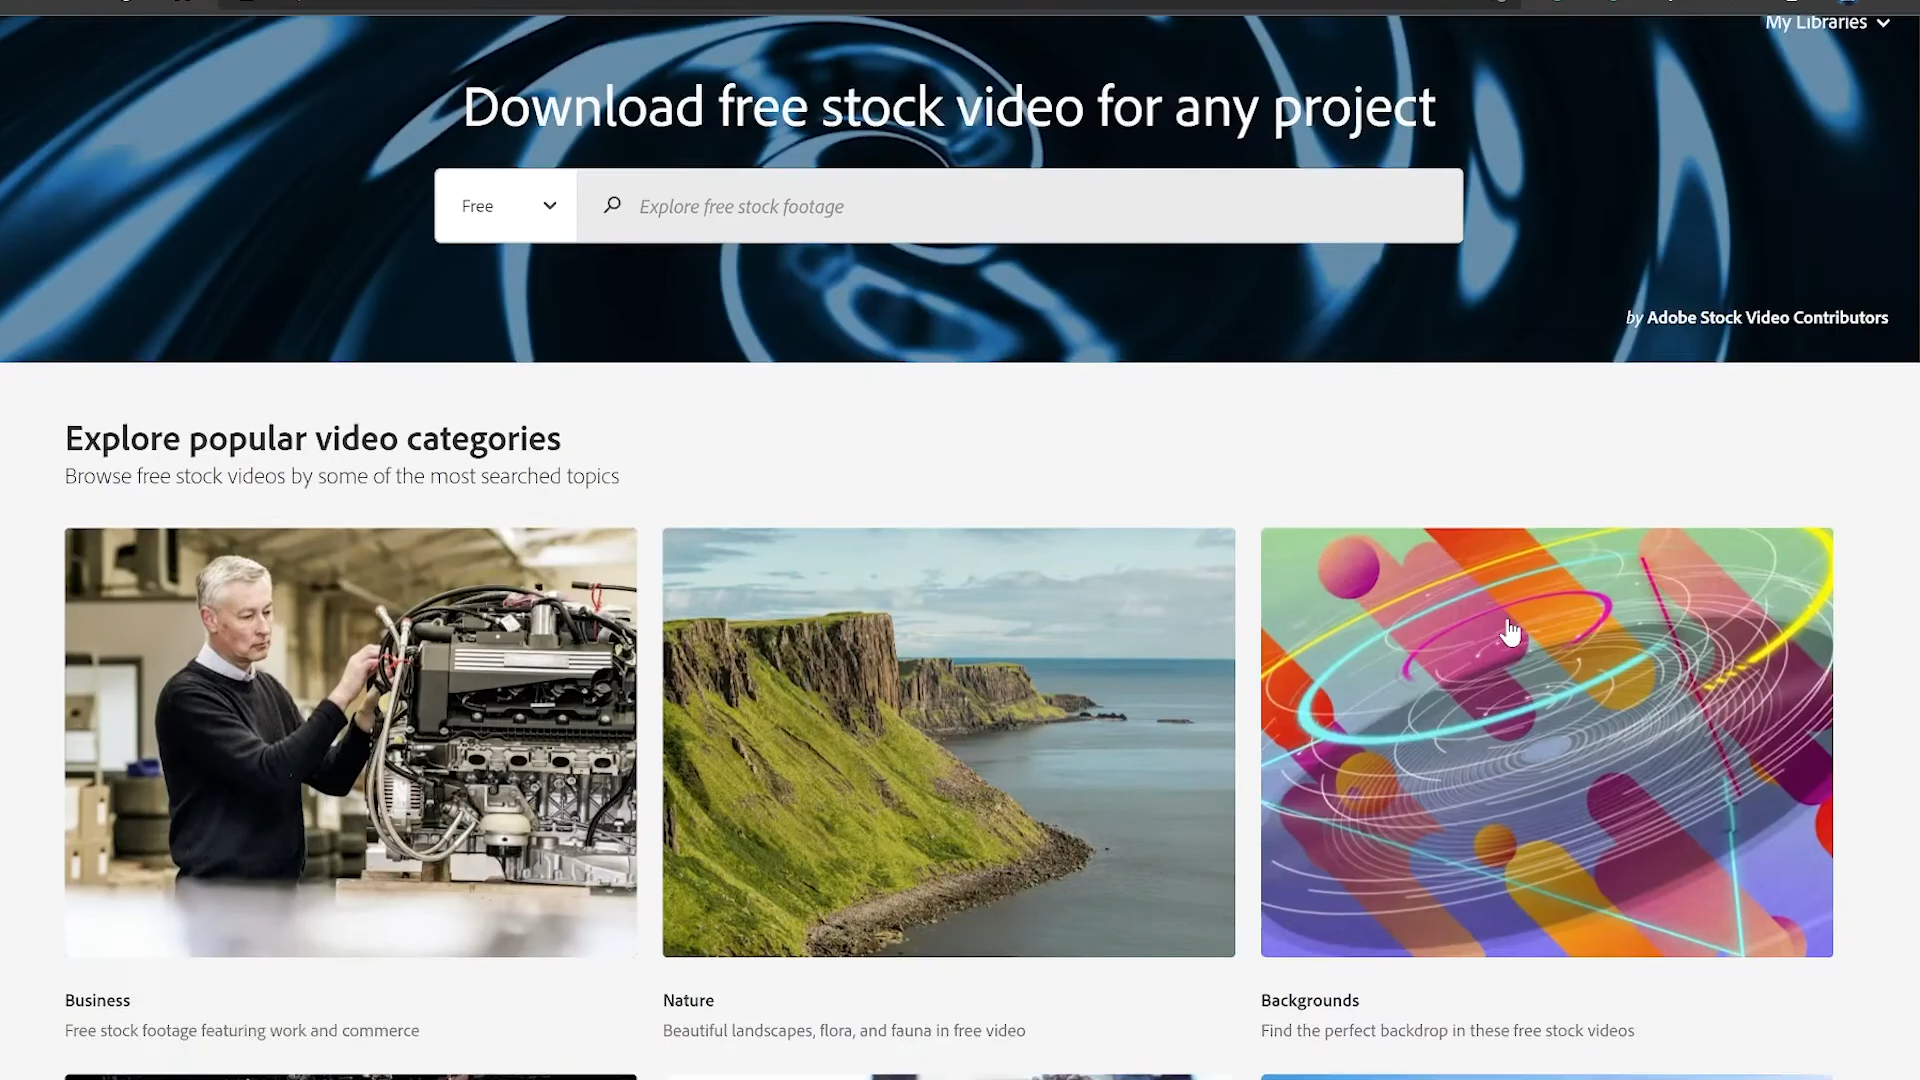 My Libraries
Download free stock video for any project
Free
Explore free stock footage
by Adobe Stock Video Contributors
Explore popular video categories
Browse free stock videos by some of the most searched topics
Business
Nature
Backgrounds
Free stock footage featuring work and commerce
Beautiful landscapes, flora, and fauna in free video
Find the perfect backdrop in these free stock videos